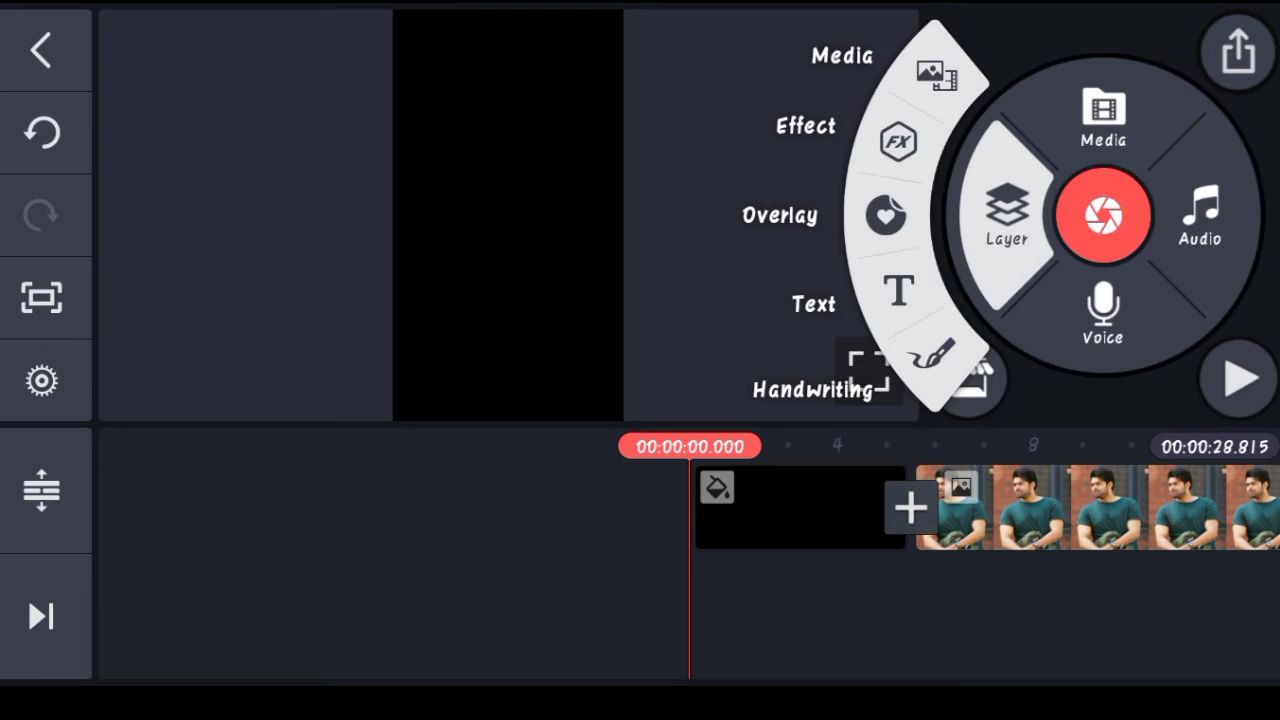 Media
Effect
Overlay
Text
Handwriting
FX
T
Media
Layer
Audio
Voice
00:00:00.000
4
8
00:00:28.815